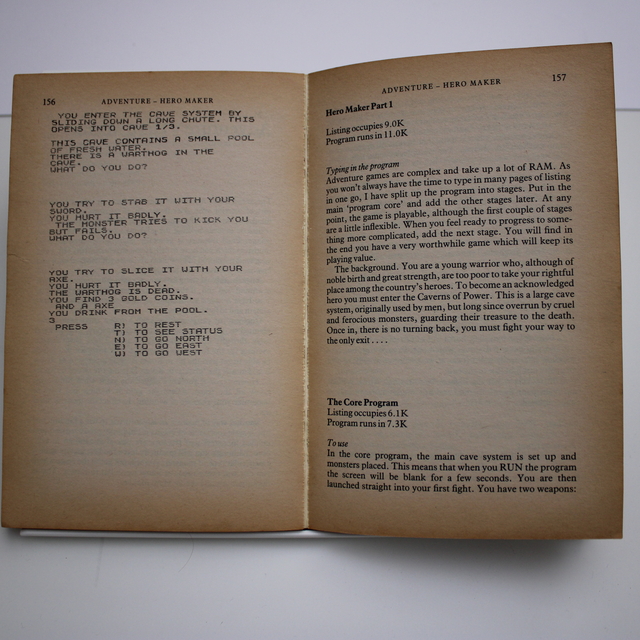 156 ADVENTURE – HERO MAKER
YOU ENTER THE CAVE SYSTEM BY
SLIDING DOWN A LONG CHUTE. THIS
OPENS INTO CAVE 1/3.
THIS CAVE CONTAINS A SMALL POOL
OF FRESH WATER.
THERE IS A WARTHOG IN THE
CAVE.
WHAT DO YOU DO?
YOU TRY TO STAB IT WITH YOUR
SWORD.
YOU HURT IT BADLY.
THE MONSTER TRIES TO KICK YOU
BUT FAILS.
WHAT DO YOU DO?
YOU TRY TO SLICE IT WITH YOUR
AXE.
YOU HURT IT BADLY.
THE WARTHOG IS DEAD.
YOU FIND 3 GOLD COINS.
AND A AXE
YOU DRINK FROM THE POOL.
3
PRESS R) TO REST
T) TO SEE STATUS
N) TO GO NORTH
E) TO GO EAST
W) TO GO WEST
ADVENTURE – HERO MAKER 157
Hero Maker Part 1
Listing occupies 9.0K
Program runs in 11.0K
Typing in the program
Adventure games are complex and take up a lot of RAM. As
you won't always have the time to type in many pages of listing
in one go, I have split up the program into stages. Put in the
main 'program core' and add the other stages later. At any
point, the game is playable, although the first couple of stages
are a little inflexible. When you feel ready to progress to some-
thing more complicated, add the next stage. You will find in
the end you have a very worthwhile game which will keep its
playing value.
The background. You are a young warrior who, although of
noble birth and great strength, are too poor to take your rightful
place among the country's heroes. To become an acknowledged
hero you must enter the Caverns of Power. This is a large cave
system, originally used by men, but long since overrun by cruel
and ferocious monsters, guarding their treasure to the death.
Once in, there is no turning back, you must fight your way to
the only exit . . . .
The Core Program
Listing occupies 6.1K
Program runs in 7.3K
To use
In the core program, the main cave system is set up and
monsters placed. This means that when you RUN the program
the screen will be blank for a few seconds. You are then
launched straight into your first fight. You have two weapons: